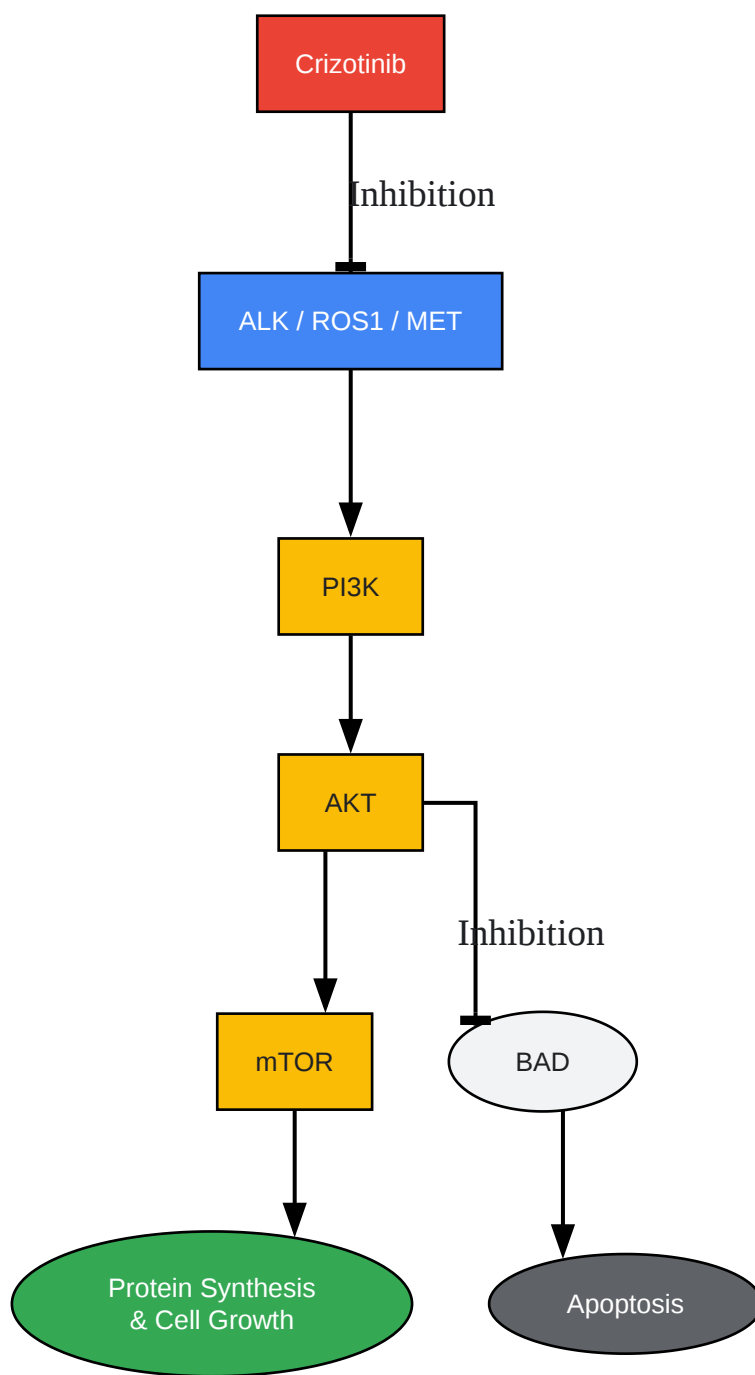 Crizotinib
Inhibition
ALK / ROS1 / MET
PI3K
AKT
Inhibition
mTOR
BAD
Protein Synthesis
& Cell Growth
Apoptosis